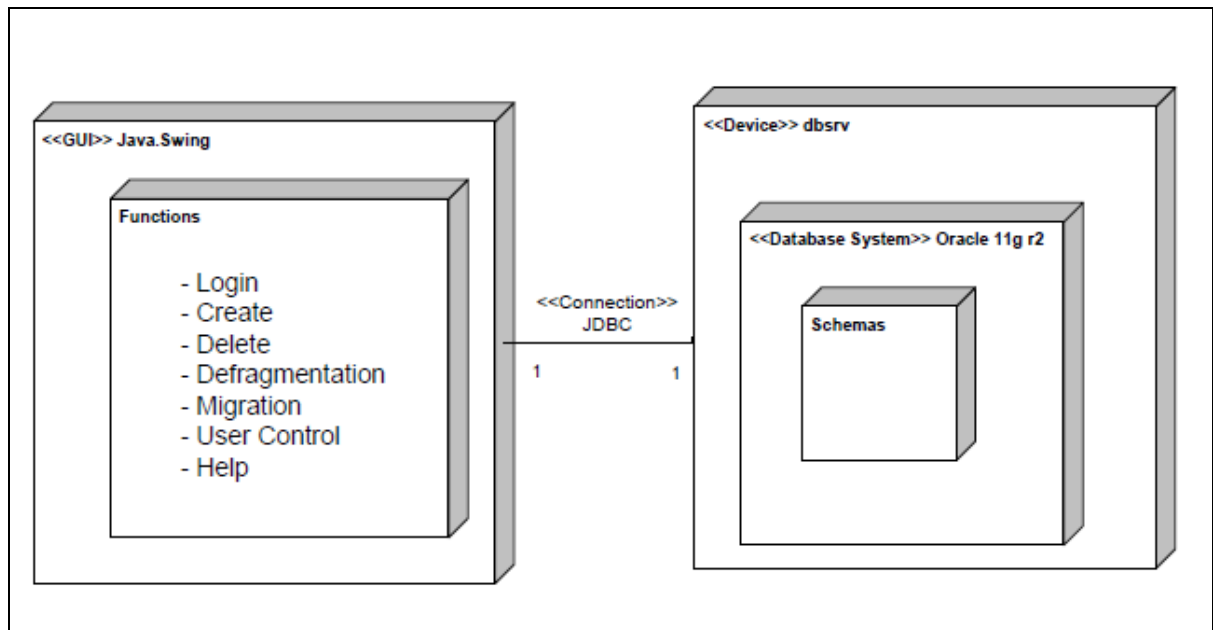 <<GUI>> Java.Swing
Functions
- Login
- Create
- Delete
- Defragmentation
- Migration
- User Control
- Help
<<Connection>>
JDBC
1
1
<<Device>> dbsrv
<<Database System>> Oracle 11g r2
Schemas